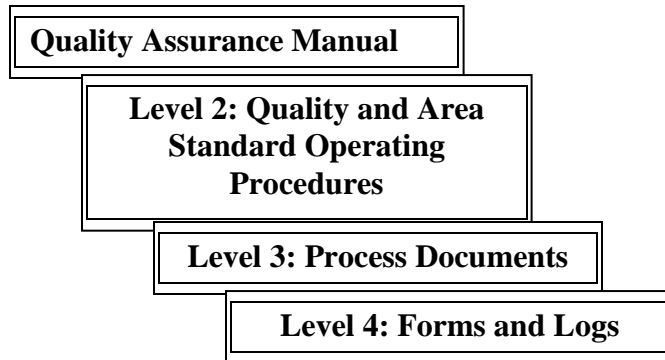 Quality Assurance Manual
Level 2: Quality and Area
Standard Operating
Procedures
Level 3: Process Documents
Level 4: Forms and Logs